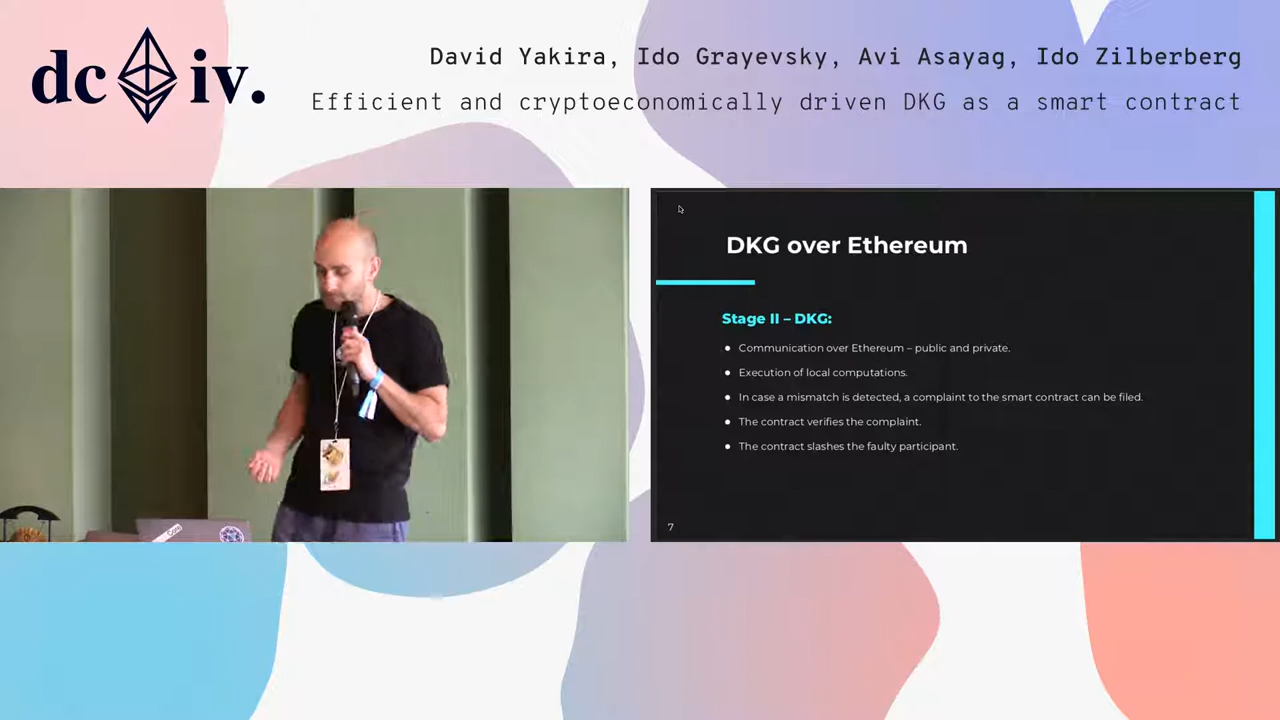 dc iv.
David Yakira, Ido Grayevsky, Avi Asayag, Ido Zilberberg
Efficient and cryptoeconomically driven DKG as a smart contract
DKG over Ethereum
Stage II – DKG:
● Communication over Ethereum – public and private.
● Execution of local computations.
● In case a mismatch is detected, a complaint to the smart contract can be filed.
● The contract verifies the complaint.
● The contract slashes the faulty participant.
7